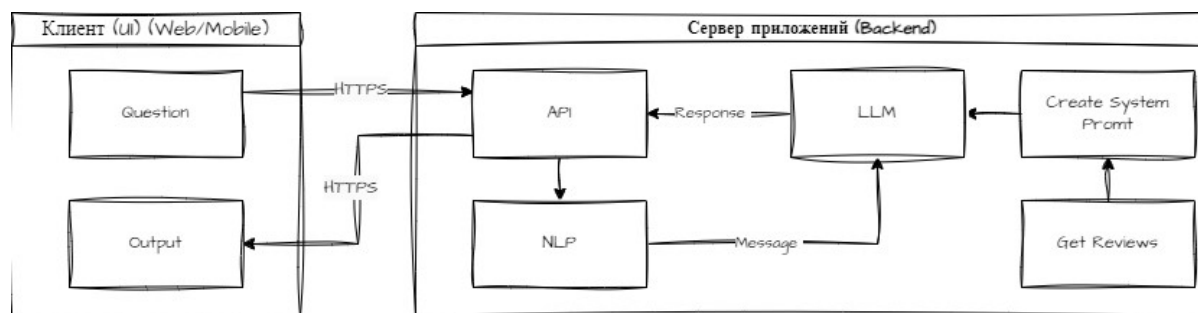 Клиент (UI) (Web/Mobile)
Сервер приложений (Backend)
Question
HTTPS
API
Response
LLM
Create System
Promt
HTTPS
Output
NLP
Message
Get Reviews